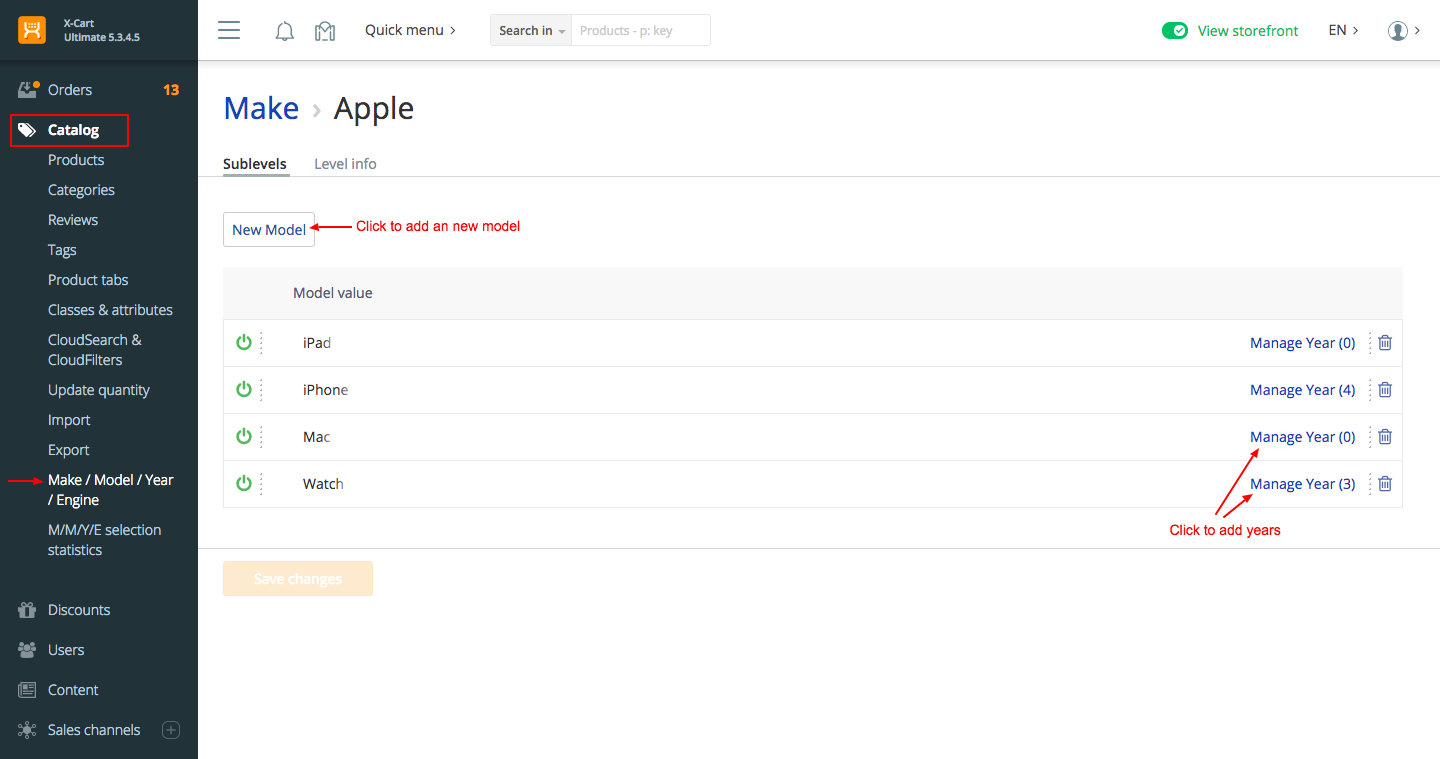 X-Cart
Ultimate 5.3.4.5
Quick menu
Search in
Products - p: key
View storefront
EN
Orders
13
Catalog
Products
Categories
Reviews
Tags
Product tabs
Classes & attributes
CloudSearch &
CloudFilters
Update quantity
Import
Export
Make / Model / Year
/ Engine
M/M/Y/E selection
statistics
Discounts
Users
Content
Sales channels
Make › Apple
Sublevels
Level info
New Model
Click to add an new model
Model value
iPad
Manage Year (0)
iPhone
Manage Year (4)
Mac
Manage Year (0)
Watch
Manage Year (3)
Click to add years
Save changes